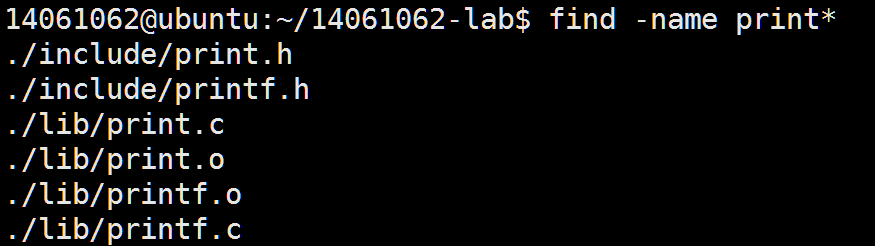 14061062@ubuntu:~/14061062-lab$ find -name print*
./include/print.h
./include/printf.h
./lib/print.c
./lib/print.o
./lib/printf.o
./lib/printf.c